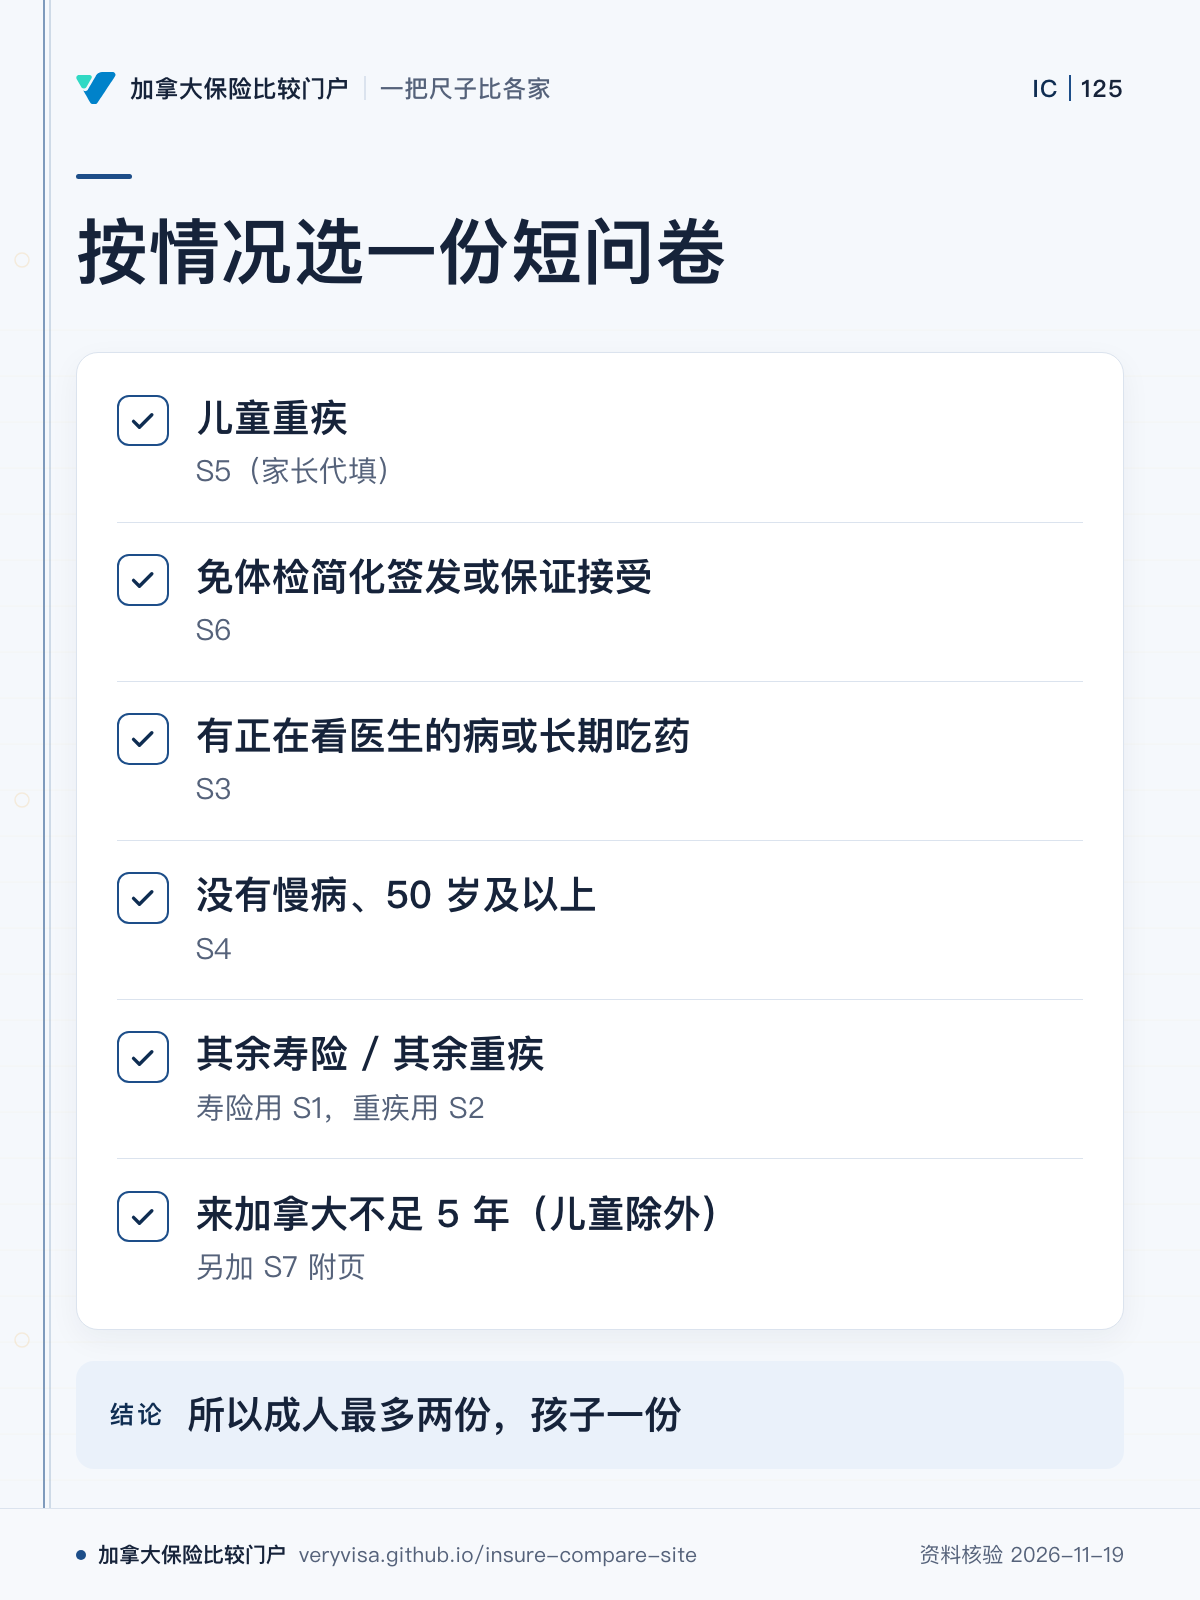 加拿大保险比较门户 一把尺子比各家 IC 125
按情况选一份短问卷
儿童重疾
S5（家长代填）
免体检简化签发或保证接受
S6
有正在看医生的病或长期吃药
S3
没有慢病、50 岁及以上
S4
其余寿险 / 其余重疾
寿险用 S1，重疾用 S2
来加拿大不足 5 年（儿童除外）
另加 S7 附页
结论 所以成人最多两份，孩子一份
加拿大保险比较门户 veryvisa.github.io/insure-compare-site 资料核验 2026-11-19